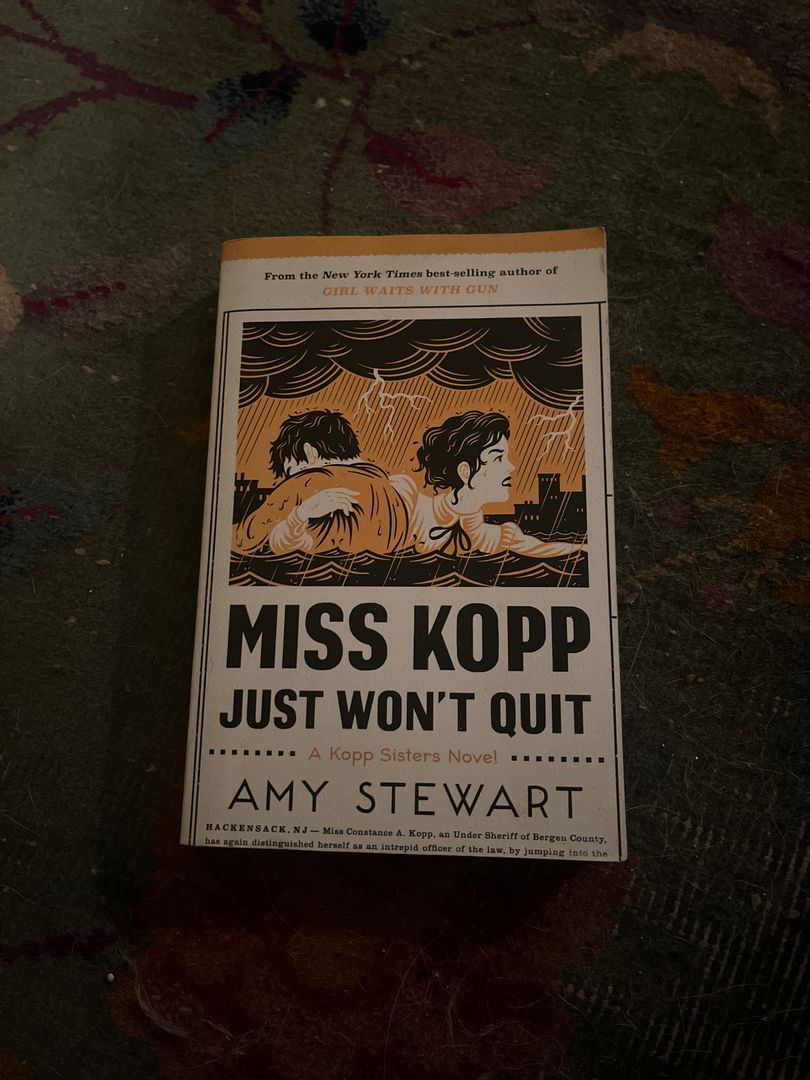 From the New York Times best-selling author of
GIRL WAITS WITH GUN
MISS KOPP
JUST WON'T QUIT
A Kopp Sisters Novel
AMY STEWART
HACKENSACK, NJ — Miss Constance A. Kopp, an Under Sheriff of Bergen County,
has again distinguished herself as an intrepid officer of the law, by jumping into the